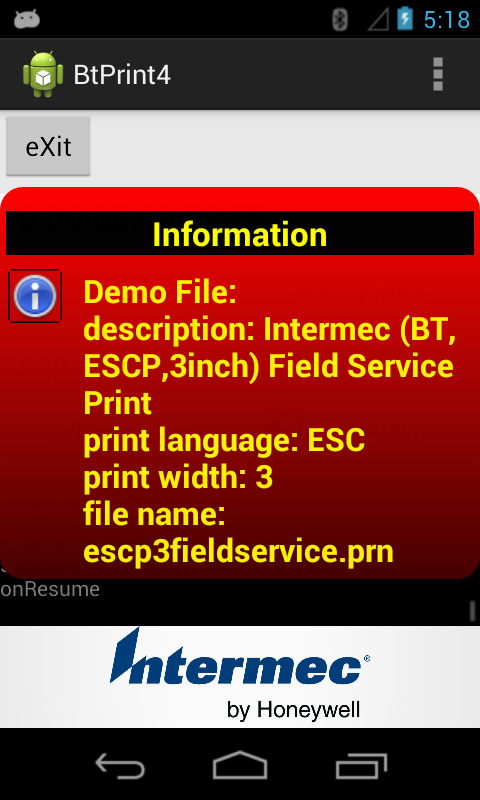 5:18
BtPrint4
eXit
Information
Demo File:
description: Intermec (BT,
ESCP,3inch) Field Service
Print
print language: ESC
print width: 3
file name:
escp3fieldservice.prn
onResume
Intermec®
by Honeywell